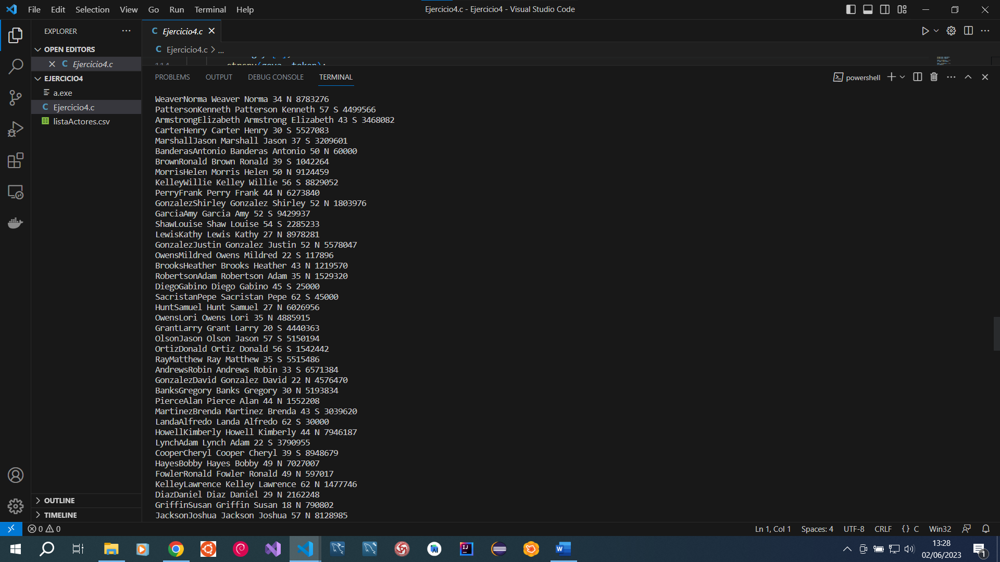 File Edit Selection View Go Run Terminal Help
Ejercicio4.c - Ejercicio4 - Visual Studio Code
EXPLORER
OPEN EDITORS
Ejercicio4.c
EJERCICIO4
a.exe
Ejercicio4.c
listaActores.csv
OUTLINE
TIMELINE
Ejercicio4.c
Ejercicio4.c > ...
114 strcpy(goya, token);
PROBLEMS OUTPUT DEBUG CONSOLE TERMINAL
powershell
WeaverNorma Weaver Norma 34 N 8783276
PattersonKenneth Patterson Kenneth 57 S 4499566
ArmstrongElizabeth Armstrong Elizabeth 43 S 3468082
CarterHenry Carter Henry 30 S 5527083
MarshallJason Marshall Jason 37 S 3209601
BanderasAntonio Banderas Antonio 50 N 60000
BrownRonald Brown Ronald 39 S 1042264
MorrisHelen Morris Helen 50 N 9124459
KelleyWillie Kelley Willie 56 S 8829052
PerryFrank Perry Frank 44 N 6273840
GonzalezShirley Gonzalez Shirley 52 N 1803976
GarciaAmy Garcia Amy 52 S 9429937
ShawLouise Shaw Louise 54 S 2285233
LewisKathy Lewis Kathy 27 N 8978281
GonzalezJustin Gonzalez Justin 52 N 5578047
OwensMildred Owens Mildred 22 S 117896
BrooksHeather Brooks Heather 43 N 1219570
RobertsonAdam Robertson Adam 35 N 1529320
DiegoGabino Diego Gabino 45 S 25000
SacristanPepe Sacristan Pepe 62 S 45000
HuntSamuel Hunt Samuel 27 N 6026956
OwensLori Owens Lori 35 N 4885915
GrantLarry Grant Larry 20 S 4440363
OlsonJason Olson Jason 57 S 5150194
OrtizDonald Ortiz Donald 56 S 1542442
RayMatthew Ray Matthew 35 S 5515486
AndrewsRobin Andrews Robin 33 S 6571384
GonzalezDavid Gonzalez David 22 N 4576470
BanksGregory Banks Gregory 30 N 5193834
PierceAlan Pierce Alan 44 N 1552208
MartinezBrenda Martinez Brenda 43 S 3039620
LandaAlfredo Landa Alfredo 62 S 30000
HowellKimberly Howell Kimberly 44 N 7946187
LynchAdam Lynch Adam 22 S 3790955
CooperCheryl Cooper Cheryl 39 S 8948679
HayesBobby Hayes Bobby 49 N 7027007
FowlerRonald Fowler Ronald 49 N 597017
KelleyLawrence Kelley Lawrence 62 N 1477746
DiazDaniel Diaz Daniel 29 N 2162248
GriffinSusan Griffin Susan 18 N 790802
JacksonJoshua Jackson Joshua 57 N 8128985
0 0
Ln 1, Col 1 Spaces: 4 UTF-8 CRLF {} C Win32
13:28
02/06/2023
1